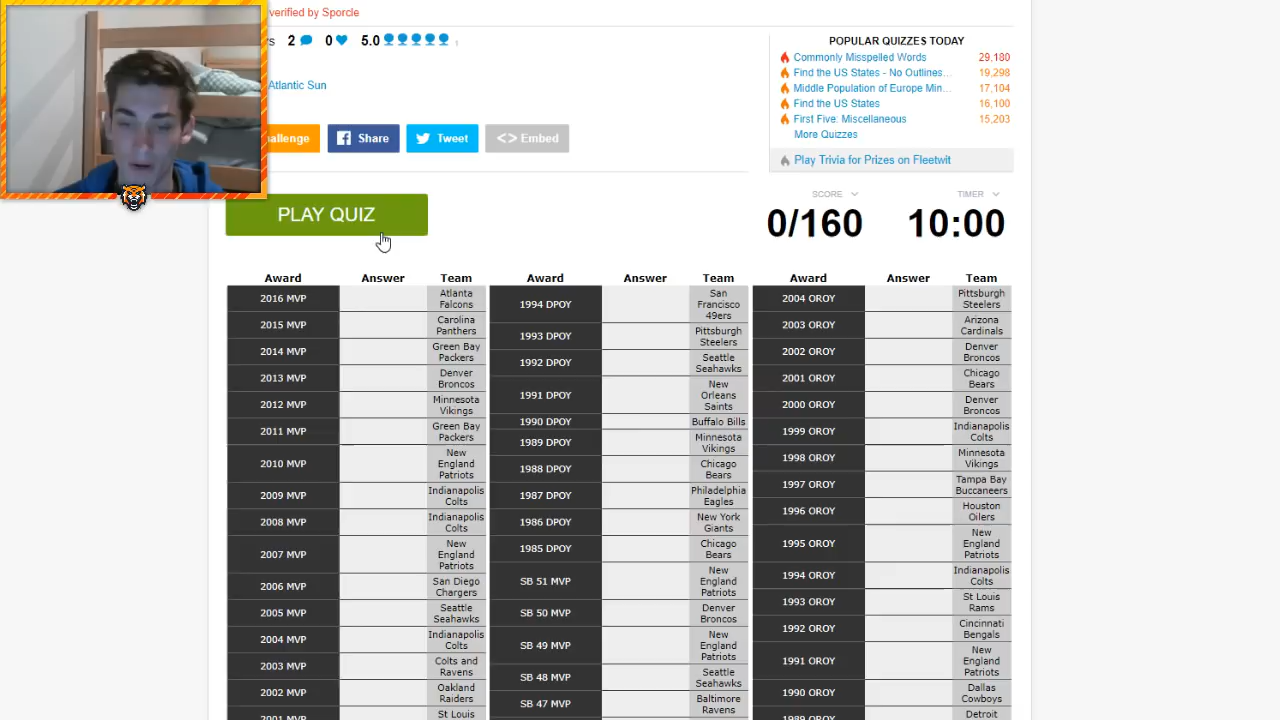 verified by Sporcle
2 0 5.0 1
Atlantic Sun
Share Tweet <> Embed
POPULAR QUIZZES TODAY
Commonly Misspelled Words 29,180
Find the US States - No Outlines... 19,298
Middle Population of Europe Min... 17,104
Find the US States 16,100
First Five: Miscellaneous 15,203
More Quizzes
Play Trivia for Prizes on Fleetwit
PLAY QUIZ
SCORE TIMER
0/160 10:00
Award Answer Team
2016 MVP Atlanta Falcons
2015 MVP Carolina Panthers
2014 MVP Green Bay Packers
2013 MVP Denver Broncos
2012 MVP Minnesota Vikings
2011 MVP Green Bay Packers
2010 MVP New England Patriots
2009 MVP Indianapolis Colts
2008 MVP Indianapolis Colts
2007 MVP New England Patriots
2006 MVP San Diego Chargers
2005 MVP Seattle Seahawks
2004 MVP Indianapolis Colts
2003 MVP Colts and Ravens
2002 MVP Oakland Raiders
2001 MVP St Louis
Award Answer Team
1994 DPOY San Francisco 49ers
1993 DPOY Pittsburgh Steelers
1992 DPOY Seattle Seahawks
1991 DPOY New Orleans Saints
1990 DPOY Buffalo Bills
1989 DPOY Minnesota Vikings
1988 DPOY Chicago Bears
1987 DPOY Philadelphia Eagles
1986 DPOY New York Giants
1985 DPOY Chicago Bears
SB 51 MVP New England Patriots
SB 50 MVP Denver Broncos
SB 49 MVP New England Patriots
SB 48 MVP Seattle Seahawks
SB 47 MVP Baltimore Ravens
Award Answer Team
2004 OROY Pittsburgh Steelers
2003 OROY Arizona Cardinals
2002 OROY Denver Broncos
2001 OROY Chicago Bears
2000 OROY Denver Broncos
1999 OROY Indianapolis Colts
1998 OROY Minnesota Vikings
1997 OROY Tampa Bay Buccaneers
1996 OROY Houston Oilers
1995 OROY New England Patriots
1994 OROY Indianapolis Colts
1993 OROY St Louis Rams
1992 OROY Cincinnati Bengals
1991 OROY New England Patriots
1990 OROY Dallas Cowboys
1989 OROY Detroit